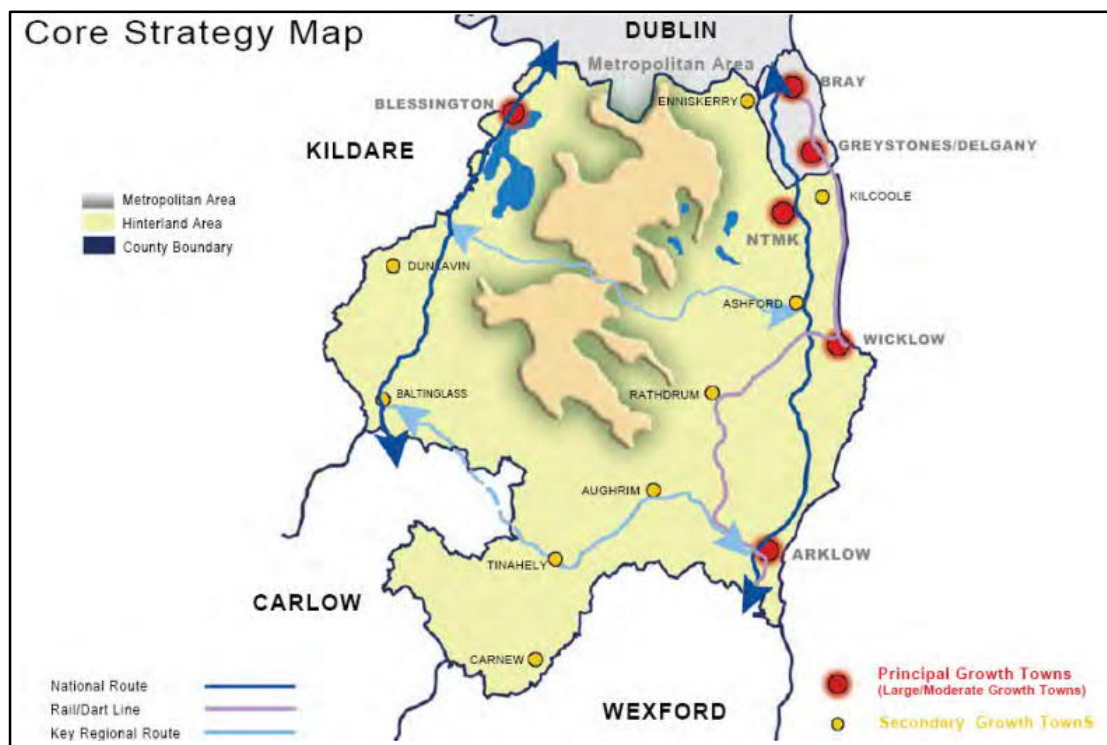 Core Strategy Map
DUBLIN
Metropolitan Area
BRAY
ENNISKERRY
BLESSINGTON
KILDARE
GREYSTONES/DELGANY
Metropolitan Area
Hinterland Area
County Boundary
KILCOOLE
NTMK
DUNLAVIN
ASHFORD
WICKLOW
BALTINGLASS
RATHDRUM
AUGHRIM
TINAHELY
ARKLOW
CARLOW
CARNEW
National Route
Rail/Dart Line
Key Regional Route
WEXFORD
Principal Growth Towns
(Large/Moderate Growth Towns)
Secondary Growth TownS